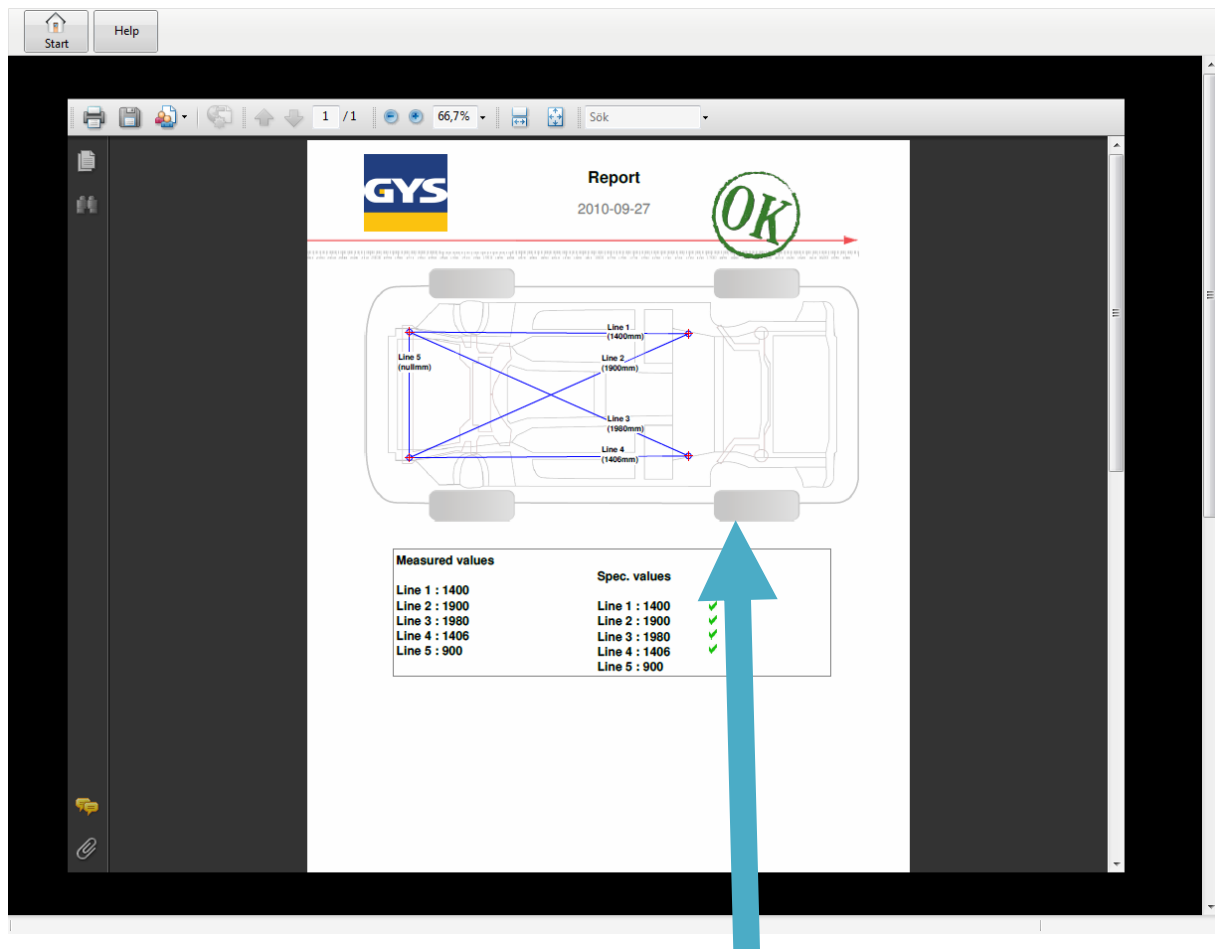 Start
Help
1 /1
66,7%
Sök
GYS
Report
2010-09-27
OK
Line 1
(1400mm)
Line 5
(nullmm)
Line 2
(1900mm)
Line 3
(1980mm)
Line 4
(1406mm)
Measured values
Line 1 : 1400
Line 2 : 1900
Line 3 : 1980
Line 4 : 1406
Line 5 : 900
Spec. values
Line 1 : 1400
Line 2 : 1900
Line 3 : 1980
Line 4 : 1406
Line 5 : 900